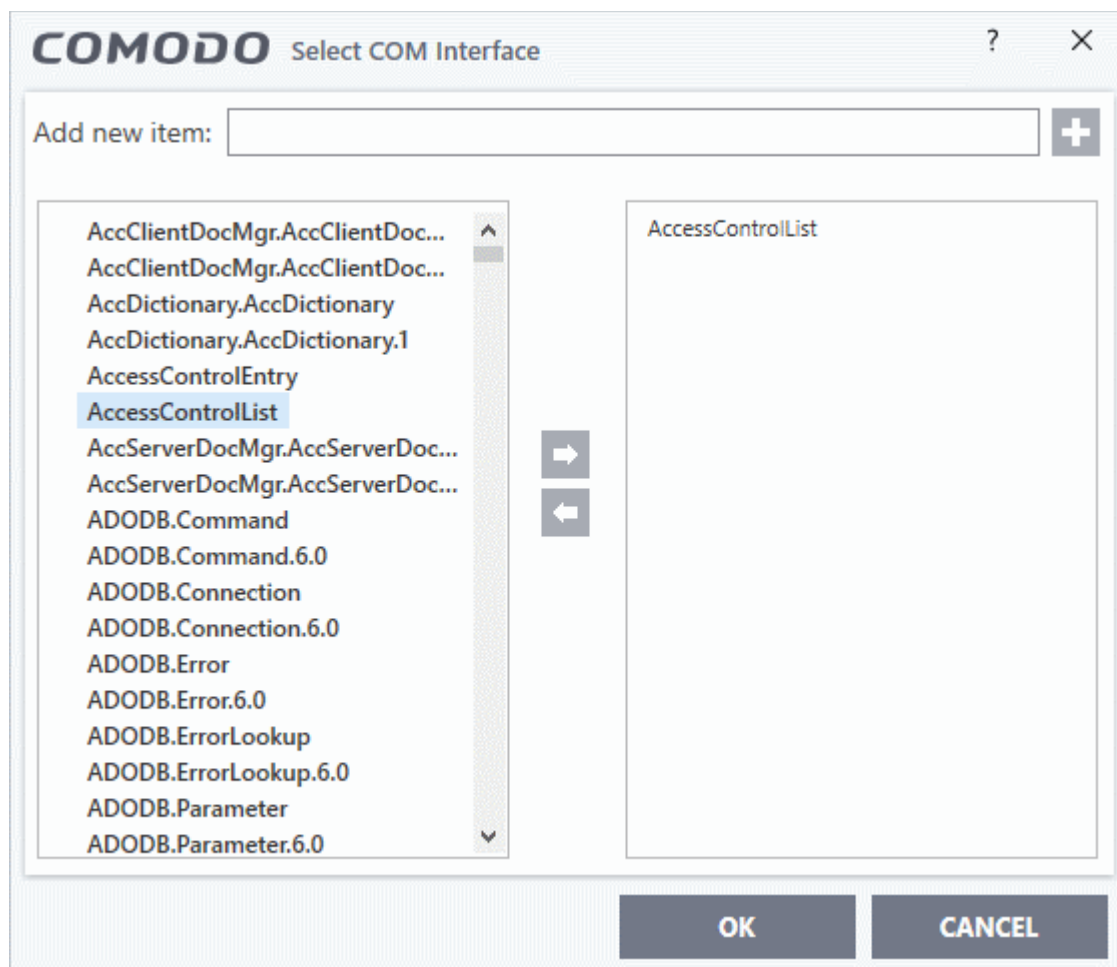 COMODO Select COM Interface ?
Add new item:
AccClientDocMgr.AccClientDoc...
AccClientDocMgr.AccClientDoc...
AccDictionary.AccDictionary
AccDictionary.AccDictionary.1
AccessControlEntry
AccessControlList
AccServerDocMgr.AccServerDoc...
AccServerDocMgr.AccServerDoc...
ADODB.Command
ADODB.Command.6.0
ADODB.Connection
ADODB.Connection.6.0
ADODB.Error
ADODB.Error.6.0
ADODB.ErrorLookup
ADODB.ErrorLookup.6.0
ADODB.Parameter
ADODB.Parameter.6.0
AccessControlList
OK CANCEL